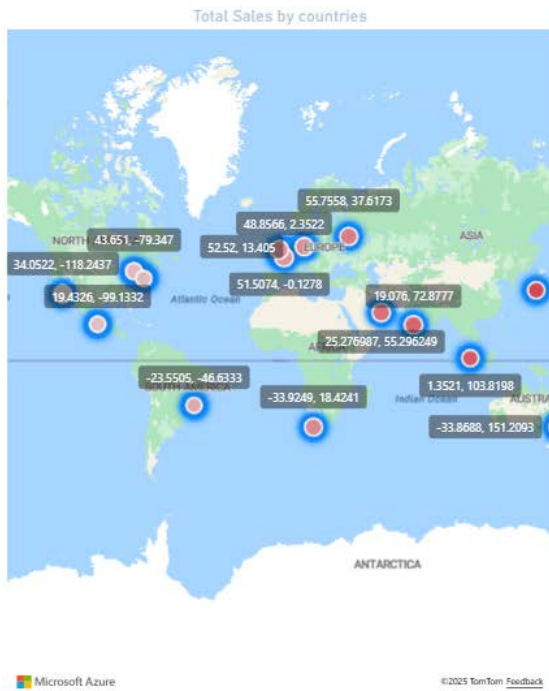 Total Sales by countries
55.7558, 37.6173
48.8566, 2.3522
43.651, -79.347
NORTH
52.52, 13.405
EUROPE
ASIA
34.0522, -118.2437
51.5074, -0.1278
19.4326, -99.1332
Atlantic Ocean
19.076, 72.8777
25.276987, 55.296249
1.3521, 103.8198
-23.5505, -46.6333
SOUTH AMERICA
-33.9249, 18.4241
Indian Ocean
AUSTRA
-33.8688, 151.2093
ANTARCTICA
Microsoft Azure
©2025 TomTom Feedback